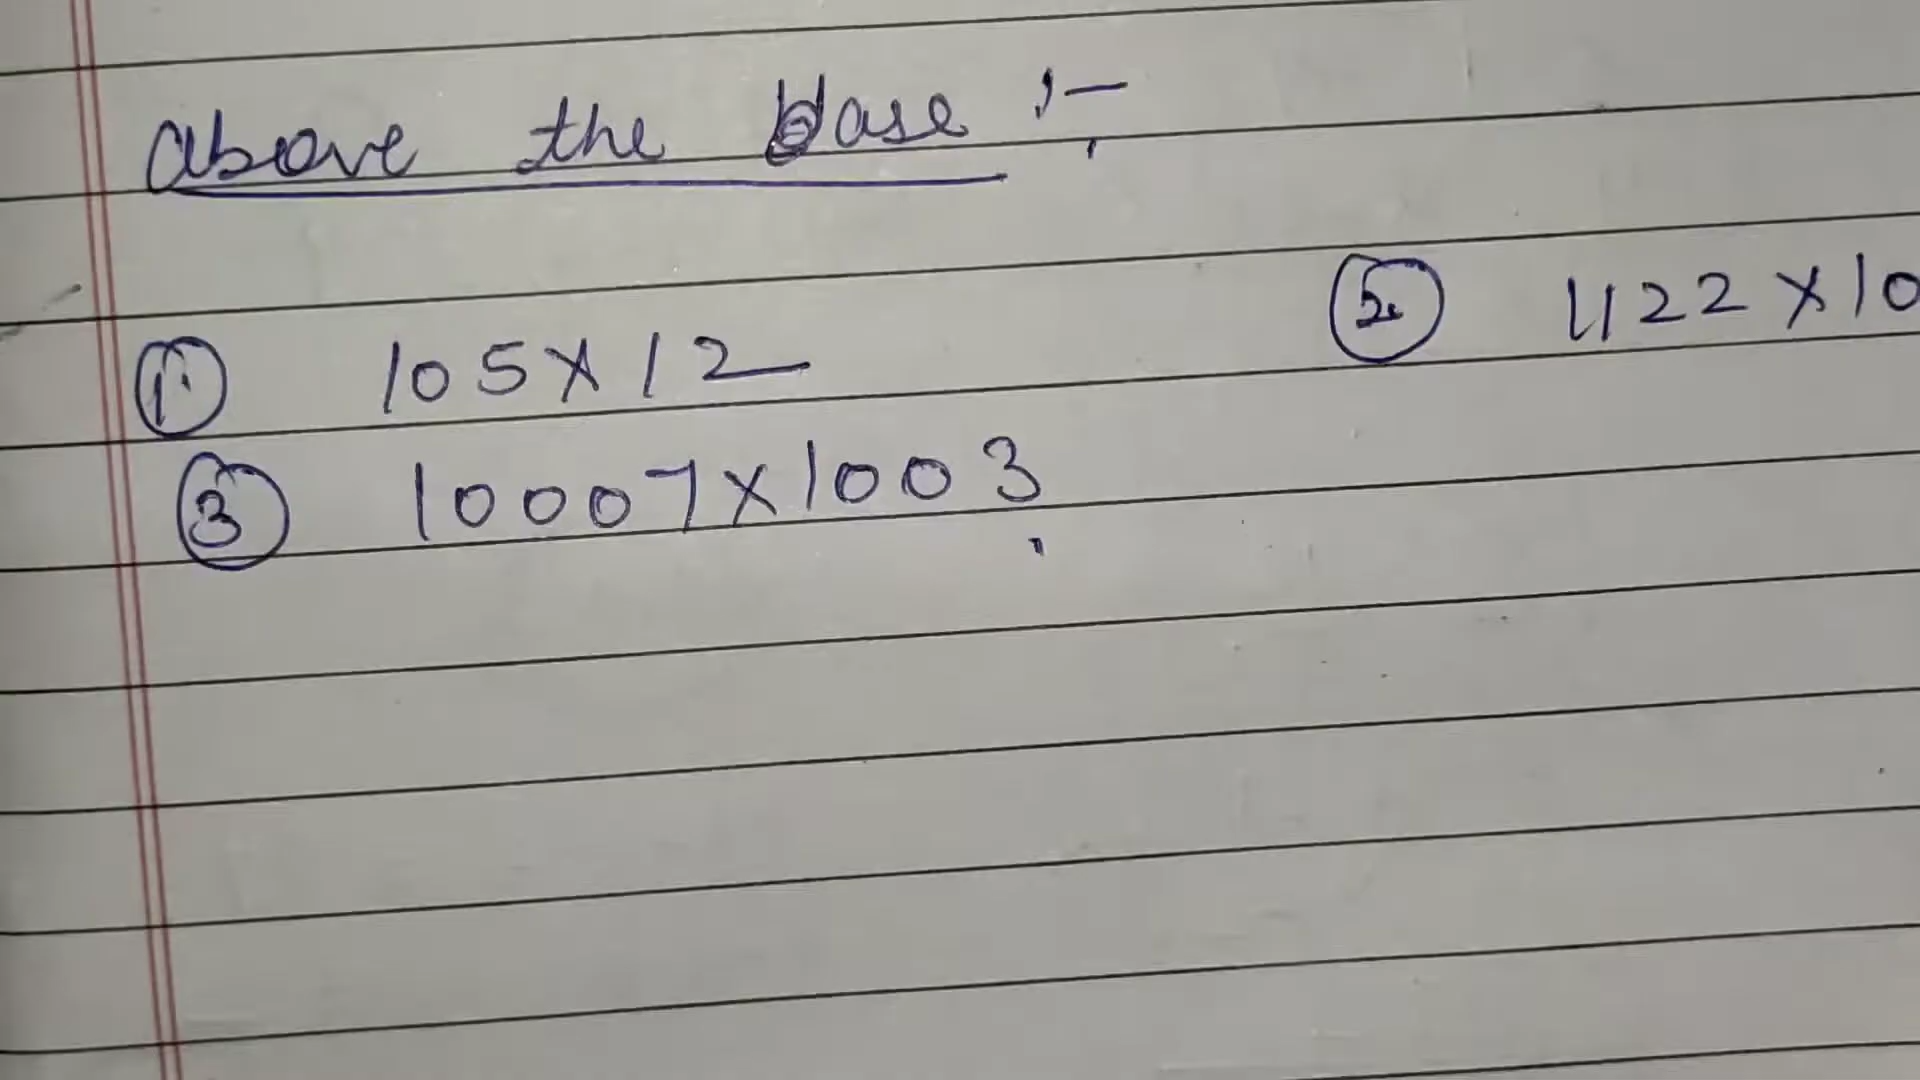 above the base :-
① 105×12
② 1122×10
③ 10007×1003